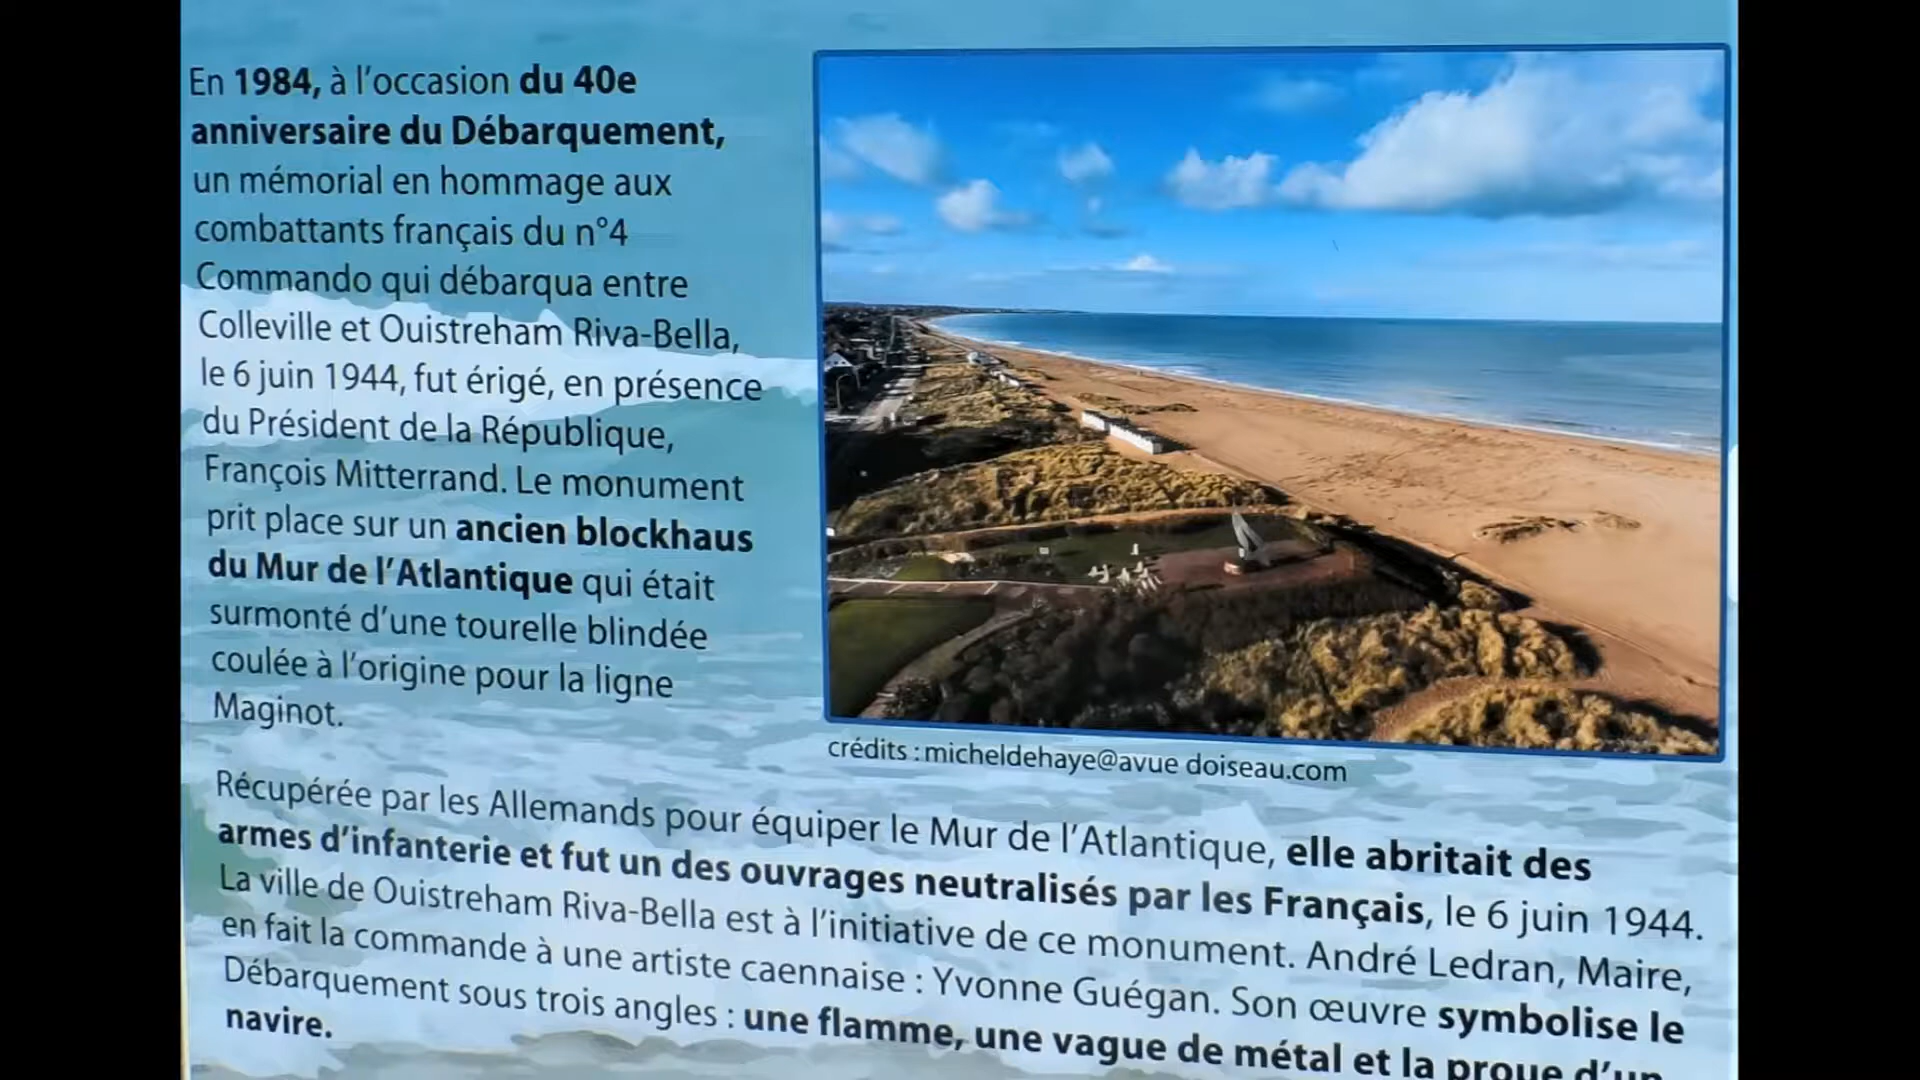 En 1984, à l'occasion du 40e
anniversaire du Débarquement,
un mémorial en hommage aux
combattants français du n°4
Commando qui débarqua entre
Colleville et Ouistreham Riva-Bella,
le 6 juin 1944, fut érigé, en présence
du Président de la République,
François Mitterrand. Le monument
prit place sur un ancien blockhaus
du Mur de l'Atlantique qui était
surmonté d'une tourelle blindée
coulée à l'origine pour la ligne
Maginot.
crédits : micheldehaye@avue doiseau.com
Récupérée par les Allemands pour équiper le Mur de l'Atlantique, elle abritait des
armes d'infanterie et fut un des ouvrages neutralisés par les Français, le 6 juin 1944.
La ville de Ouistreham Riva-Bella est à l'initiative de ce monument. André Ledran, Maire,
en fait la commande à une artiste caennaise : Yvonne Guégan. Son œuvre symbolise le
Débarquement sous trois angles : une flamme, une vague de métal et la proue d'un
navire.